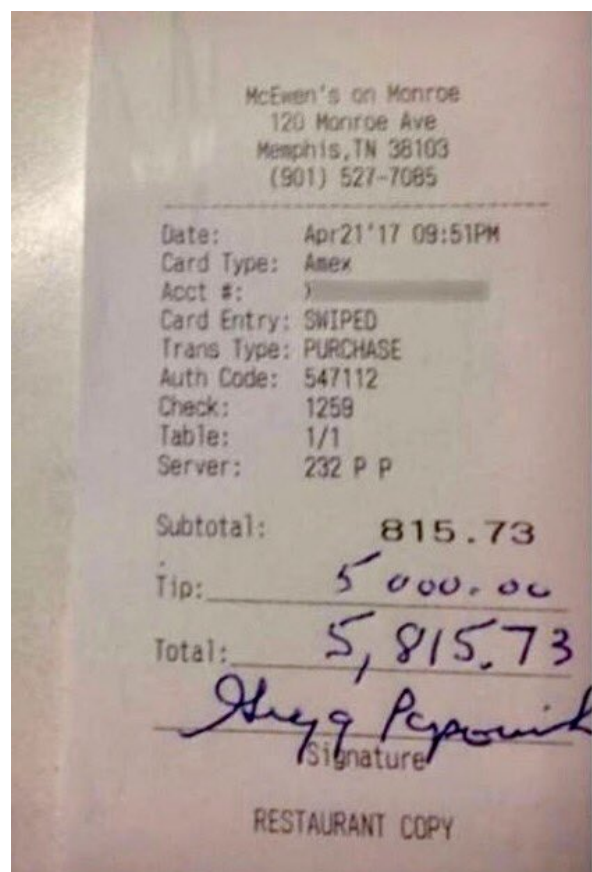 McEwen's on Monroe
120 Monroe Ave
Memphis,TN 38103
(901) 527-7085
Date: Apr21'17 09:51PM
Card Type: Amex
Acct #:
Card Entry: SWIPED
Trans Type: PURCHASE
Auth Code: 547112
Check: 1259
Table: 1/1
Server: 232 P P
Subtotal: 815.73
Tip: 5000.00
Total: 5,815.73
Gregg Popovich
Signature
RESTAURANT COPY